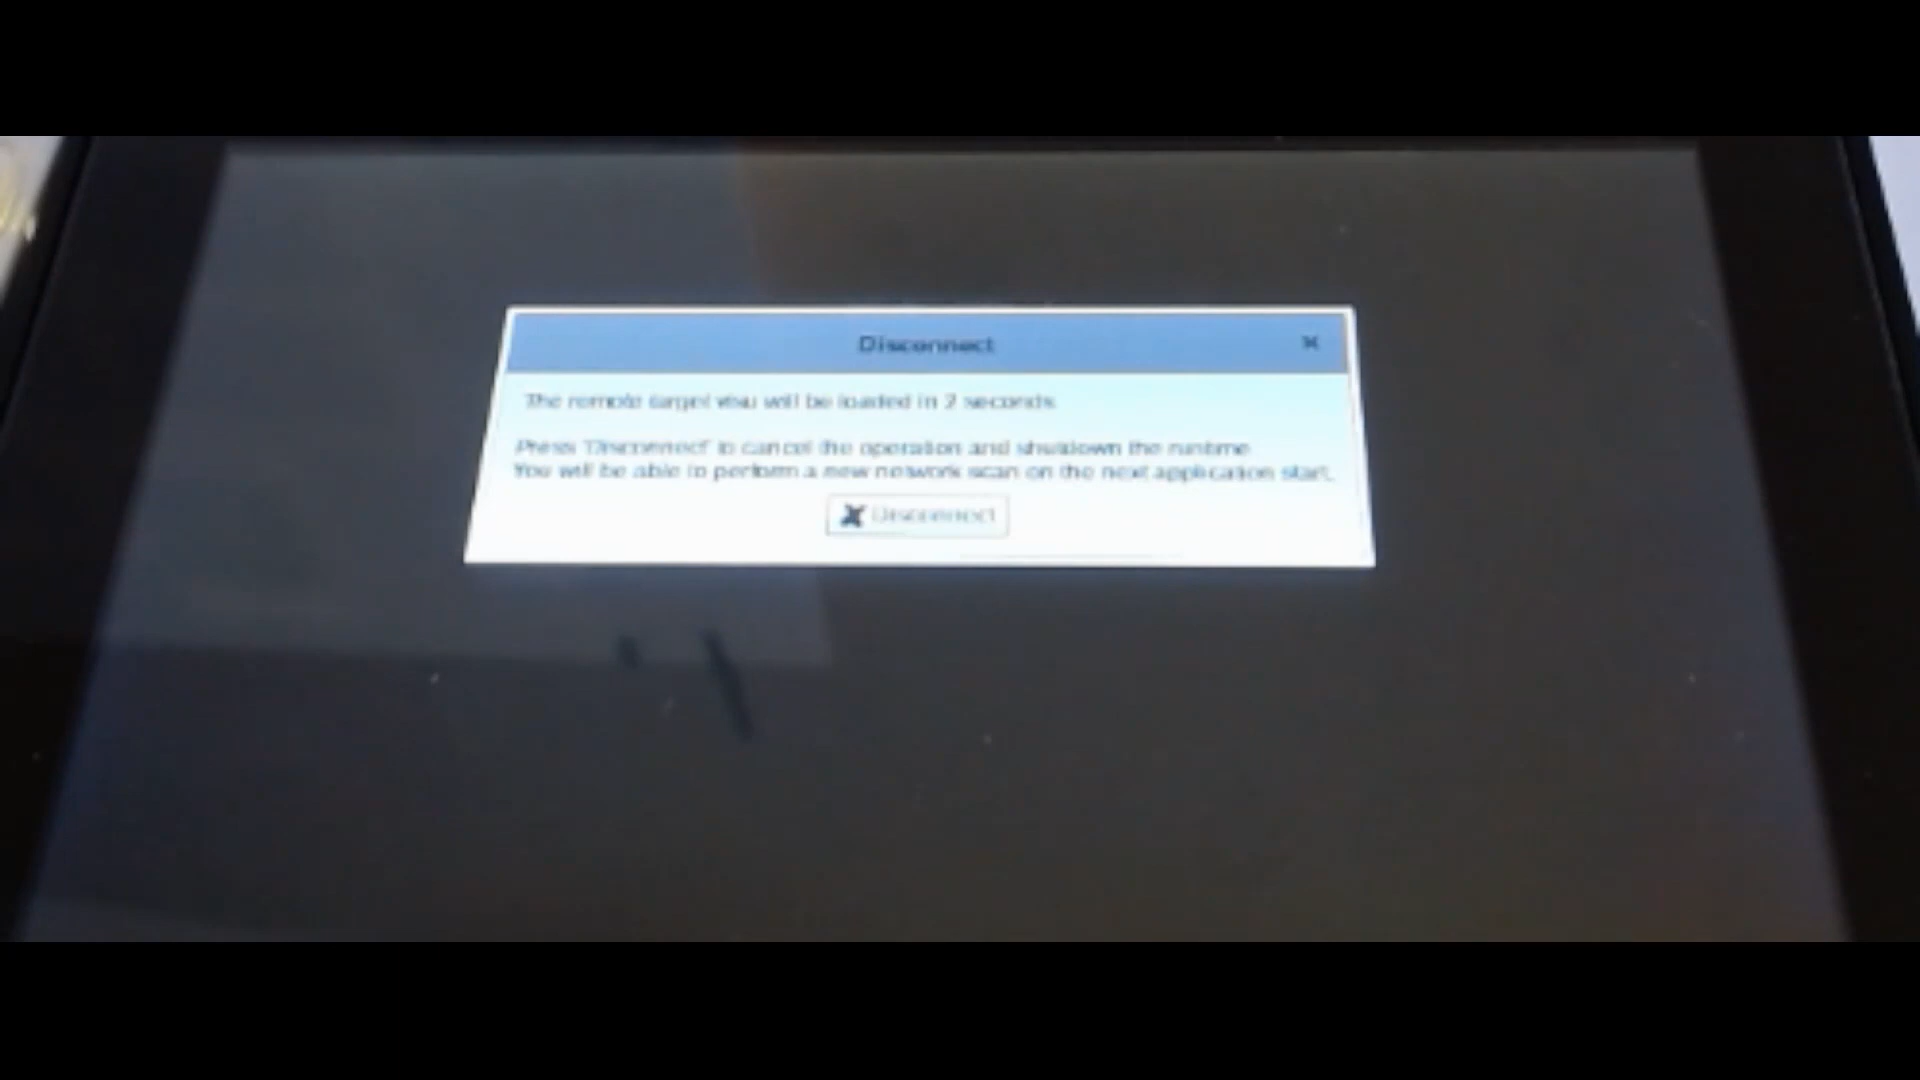 Disconnect
The remote target visu will be loaded in 2 seconds
Press 'Disconnect' to cancel the operation and shutdown the runtime
You will be able to perform a new network scan on the next application start.
Disconnect